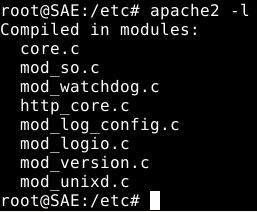 root@SAE:/etc# apache2 -l
Compiled in modules:
  core.c
  mod_so.c
  mod_watchdog.c
  http_core.c
  mod_log_config.c
  mod_logio.c
  mod_version.c
  mod_unixd.c
root@SAE:/etc#